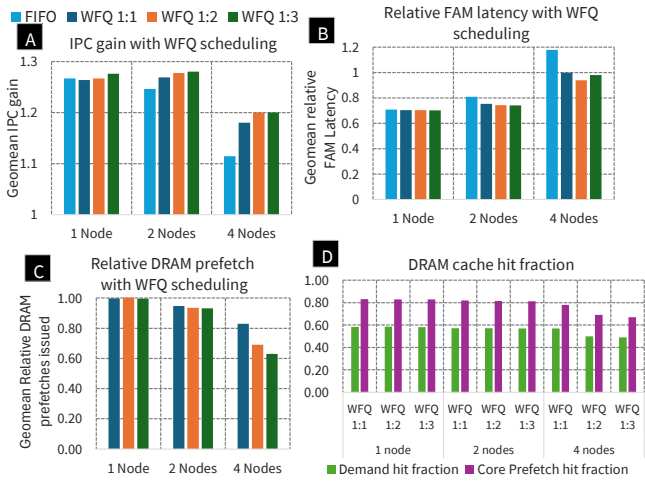 FIFO WFQ 1:1 WFQ 1:2 WFQ 1:3
A
IPC gain with WFQ scheduling
Geomean IPC gain
1.3
1.2
1.1
1
1 Node 2 Nodes 4 Nodes
B
Relative FAM latency with WFQ
scheduling
Geomean relative
FAM Latency
1.2
1
0.8
0.6
0.4
0.2
0
1 Node 2 Nodes 4 Nodes
C
Relative DRAM prefetch
with WFQ scheduling
Geomean Relative DRAM
prefetches issued
1.00
0.80
0.60
0.40
0.20
0.00
1 Node 2 Nodes 4 Nodes
D
DRAM cache hit fraction
1.00
0.80
0.60
0.40
0.20
0.00
WFQ WFQ WFQ WFQ WFQ WFQ WFQ WFQ WFQ
1:1 1:2 1:3 1:1 1:2 1:3 1:1 1:2 1:3
1 node 2 nodes 4 nodes
Demand hit fraction Core Prefetch hit fraction